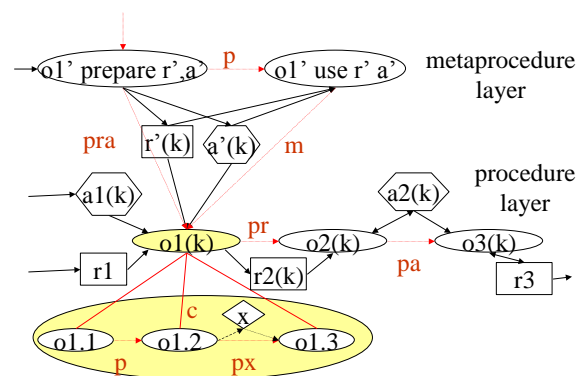 o1' prepare r',a'
p
o1' use r' a'
metaprocedure
layer
pra
r'(k)
a'(k)
m
a1(k)
a2(k)
procedure
layer
o1(k)
pr
o2(k)
pa
o3(k)
r1
r2(k)
r3
c
x
o1.1
o1.2
o1.3
p
px